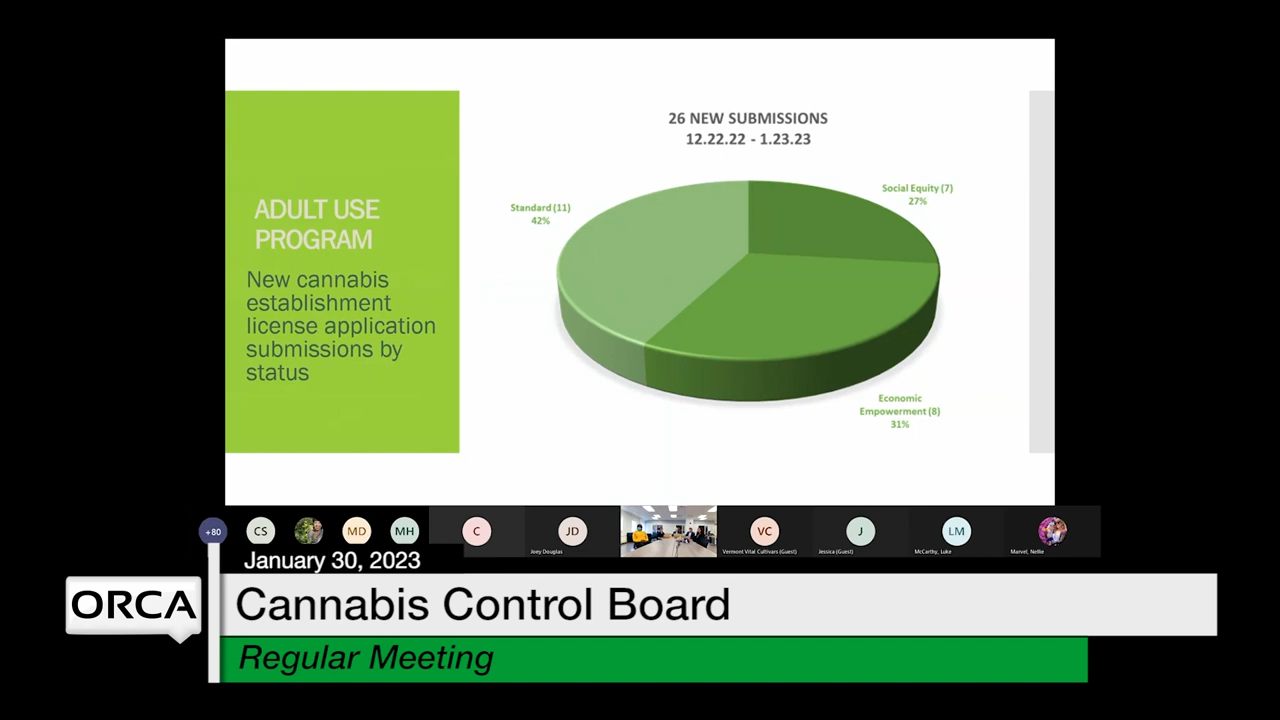 26 NEW SUBMISSIONS
12.22.22 - 1.23.23
ADULT USE
PROGRAM
New cannabis
establishment
license application
submissions by
status
Standard (11)
42%
Social Equity (7)
27%
Economic
Empowerment (8)
31%
+80
CS
MD
MH
C
JD
VC
J
LM
Joey Douglas
Vermont Vital Cultivars (Guest)
Jessica (Guest)
McCarthy, Luke
Marvel, Nellie
January 30, 2023
ORCA
Cannabis Control Board
Regular Meeting